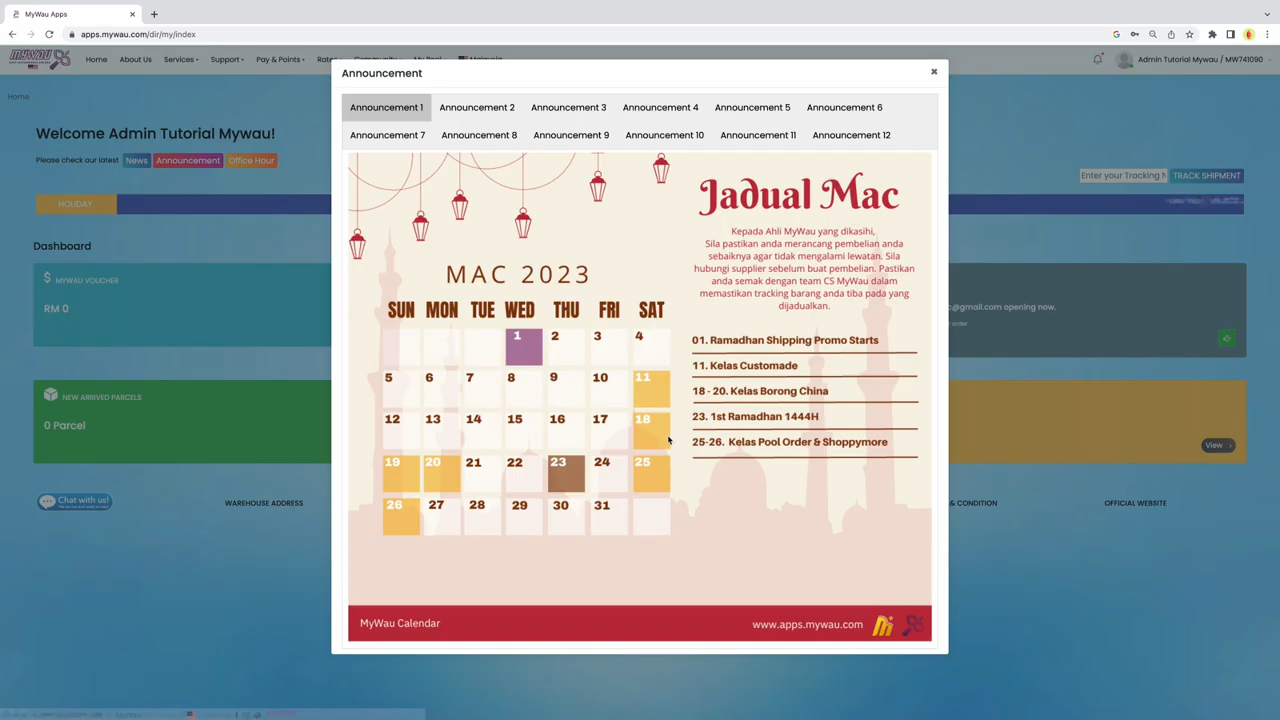 MyWau Apps
apps.mywau.com/dir/my/index
MYWAU
Home About Us Services Support Pay & Points
Malaysia
Admin Tutorial Mywau / MW741090
Home
Welcome Admin Tutorial Mywau!
Please check our latest News Announcement Office Hour
TRACK SHIPMENT
HOLIDAY
Dashboard
MYWAU VOUCHER
RM 0
c@gmail.com opening now.
NEW ARRIVED PARCELS
0 Parcel
View
Chat with us!
WAREHOUSE ADDRESS
& CONDITION
OFFICIAL WEBSITE
Announcement
Announcement 1 Announcement 2 Announcement 3 Announcement 4 Announcement 5 Announcement 6
Announcement 7 Announcement 8 Announcement 9 Announcement 10 Announcement 11 Announcement 12
MAC 2023
SUN MON TUE WED THU FRI SAT
1 2 3 4
5 6 7 8 9 10 11
12 13 14 15 16 17 18
19 20 21 22 23 24 25
26 27 28 29 30 31
Jadual Mac
Kepada Ahli MyWau yang dikasihi,
Sila pastikan anda merancang pembelian anda
sebaiknya agar tidak mengalami lewatan. Sila
hubungi supplier sebelum buat pembelian. Pastikan
anda semak dengan team CS MyWau dalam
memastikan tracking barang anda tiba pada yang
dijadualkan.
01. Ramadhan Shipping Promo Starts
11. Kelas Customade
18 - 20. Kelas Borong China
23. 1st Ramadhan 1444H
25-26. Kelas Pool Order & Shoppymore
MyWau Calendar
www.apps.mywau.com